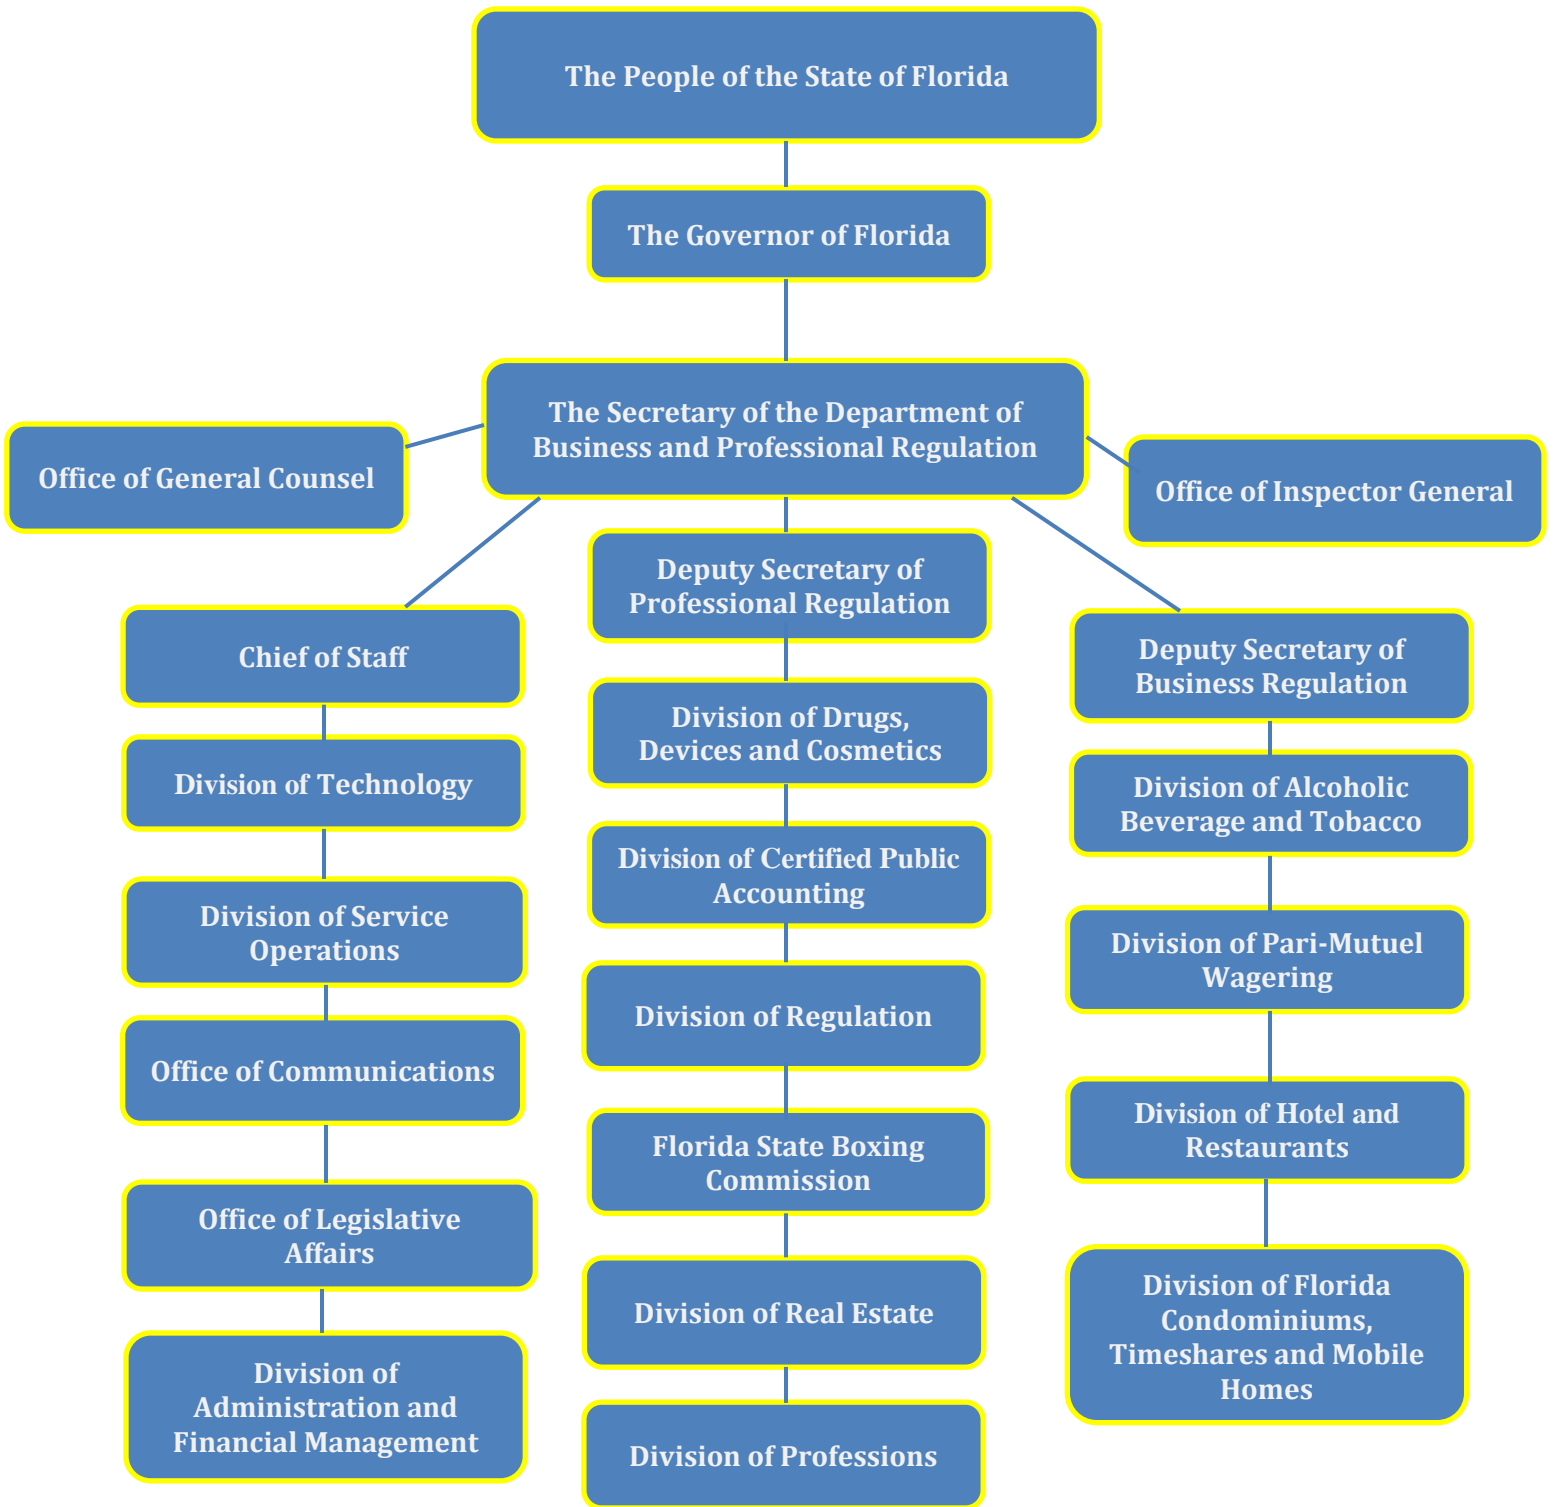 The People of the State of Florida
The Governor of Florida
The Secretary of the Department of
Business and Professional Regulation
Office of General Counsel
Office of Inspector General
Chief of Staff
Division of Technology
Division of Service
Operations
Office of Communications
Office of Legislative
Affairs
Division of
Administration and
Financial Management
Deputy Secretary of
Professional Regulation
Division of Drugs,
Devices and Cosmetics
Division of Certified Public
Accounting
Division of Regulation
Florida State Boxing
Commission
Division of Real Estate
Division of Professions
Deputy Secretary of
Business Regulation
Division of Alcoholic
Beverage and Tobacco
Division of Pari-Mutuel
Wagering
Division of Hotel and
Restaurants
Division of Florida
Condominiums,
Timeshares and Mobile
Homes